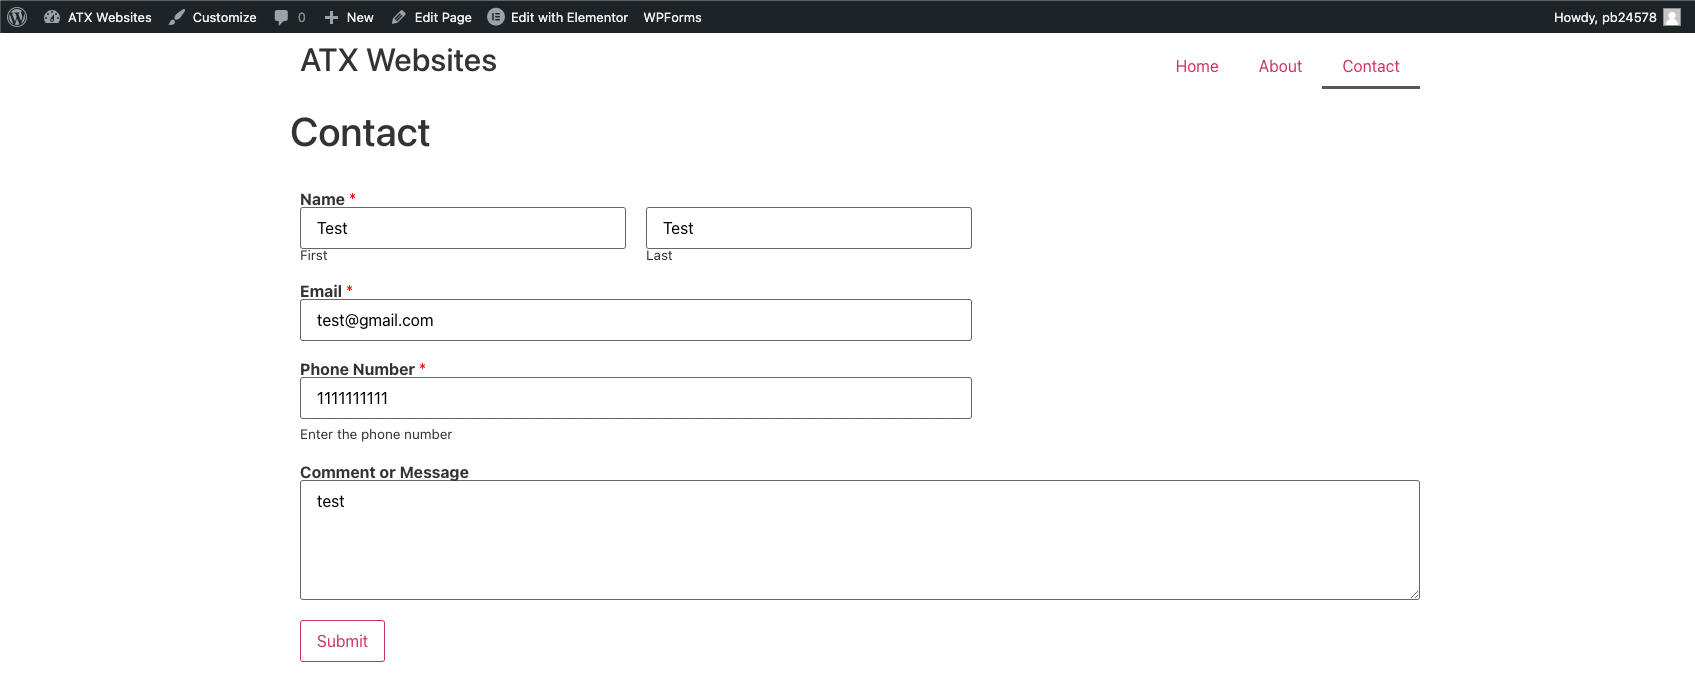 ATX Websites Customize 0 New Edit Page Edit with Elementor WPForms Howdy, pb24578
ATX Websites
Home About Contact
Contact
Name *
Test Test
First Last
Email *
test@gmail.com
Phone Number *
1111111111
Enter the phone number
Comment or Message
test
Submit